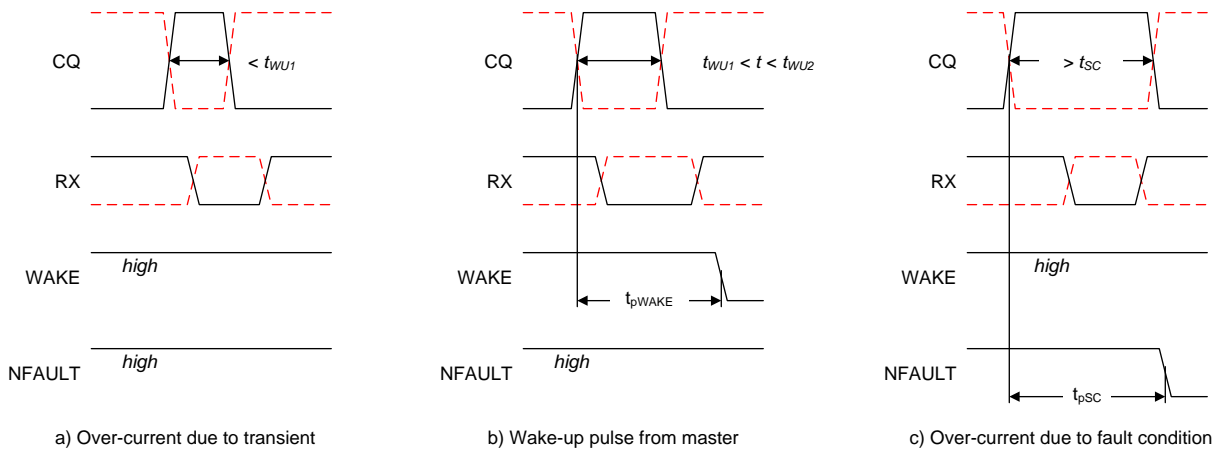 CQ
< tWU1
RX
WAKE
high
NFAULT
high
a) Over-current due to transient
CQ
tWU1 < t < tWU2
RX
WAKE
tpWAKE
NFAULT
high
b) Wake-up pulse from master
CQ
> tSC
RX
WAKE
high
NFAULT
tpSC
c) Over-current due to fault condition